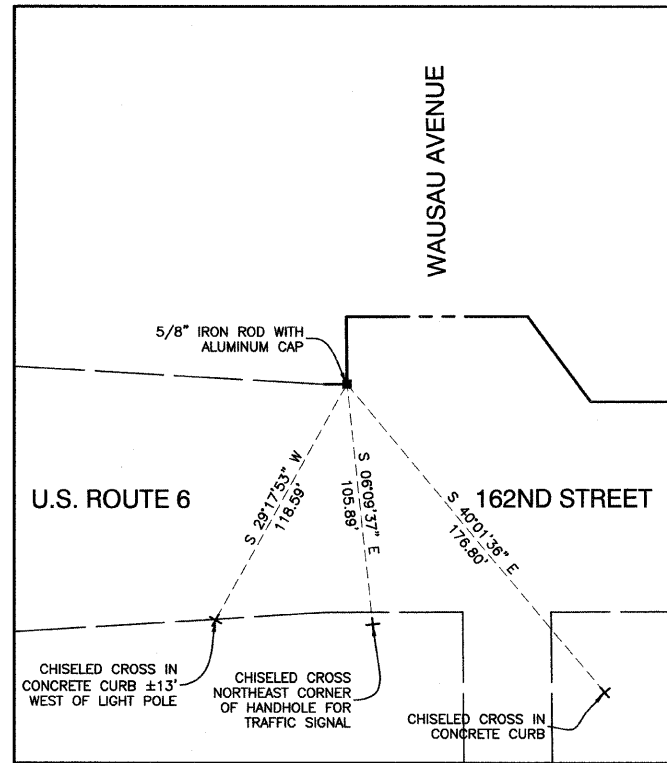 WAUSAU AVENUE
5/8" IRON ROD WITH
ALUMINUM CAP
U.S. ROUTE 6
S 29°17'53" W
118.59'
S 06°09'37" E
105.89'
S 40°01'36" E
176.80'
162ND STREET
CHISELED CROSS IN
CONCRETE CURB ±13'
WEST OF LIGHT POLE
CHISELED CROSS
NORTHEAST CORNER
OF HANDHOLE FOR
TRAFFIC SIGNAL
CHISELED CROSS IN
CONCRETE CURB